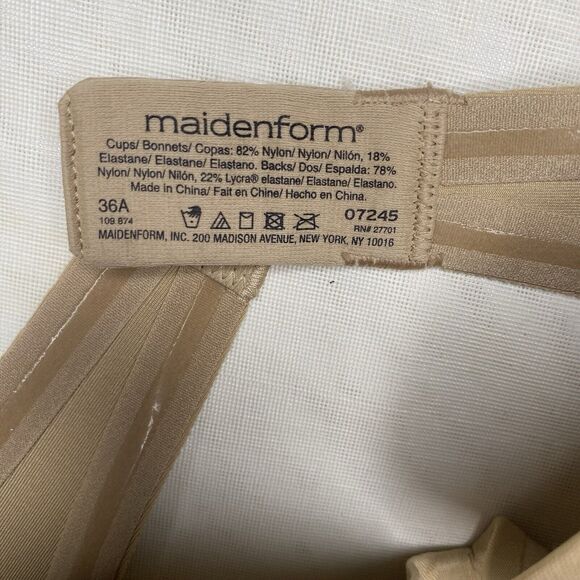 maidenform®
Cups/ Bonnets/ Copas: 82% Nylon/ Nylon/ Nilón, 18%
Elastane/ Elastane/ Elastano. Backs/ Dos/ Espalda: 78%
Nylon/ Nylon/ Nilón, 22% Lycra® elastane/ Elastane/ Elastano.
Made in China/ Fait en Chine/ Hecho en China.
36A 07245
109 874 RN# 27701
MAIDENFORM, INC. 200 MADISON AVENUE, NEW YORK, NY 10016